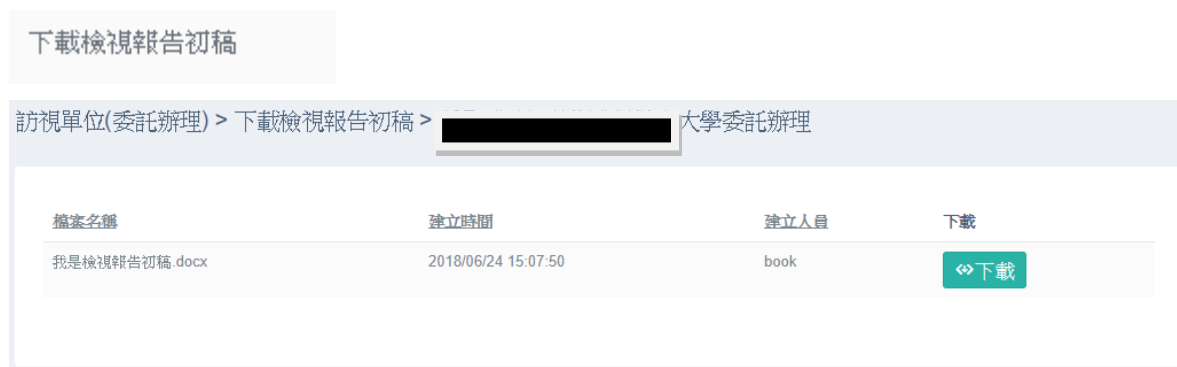 下載檢視報告初稿
訪視單位(委託辦理) > 下載檢視報告初稿 > 大學委託辦理
檔案名稱 建立時間 建立人員 下載
我是檢視報告初稿.docx 2018/06/24 15:07:50 book 下載